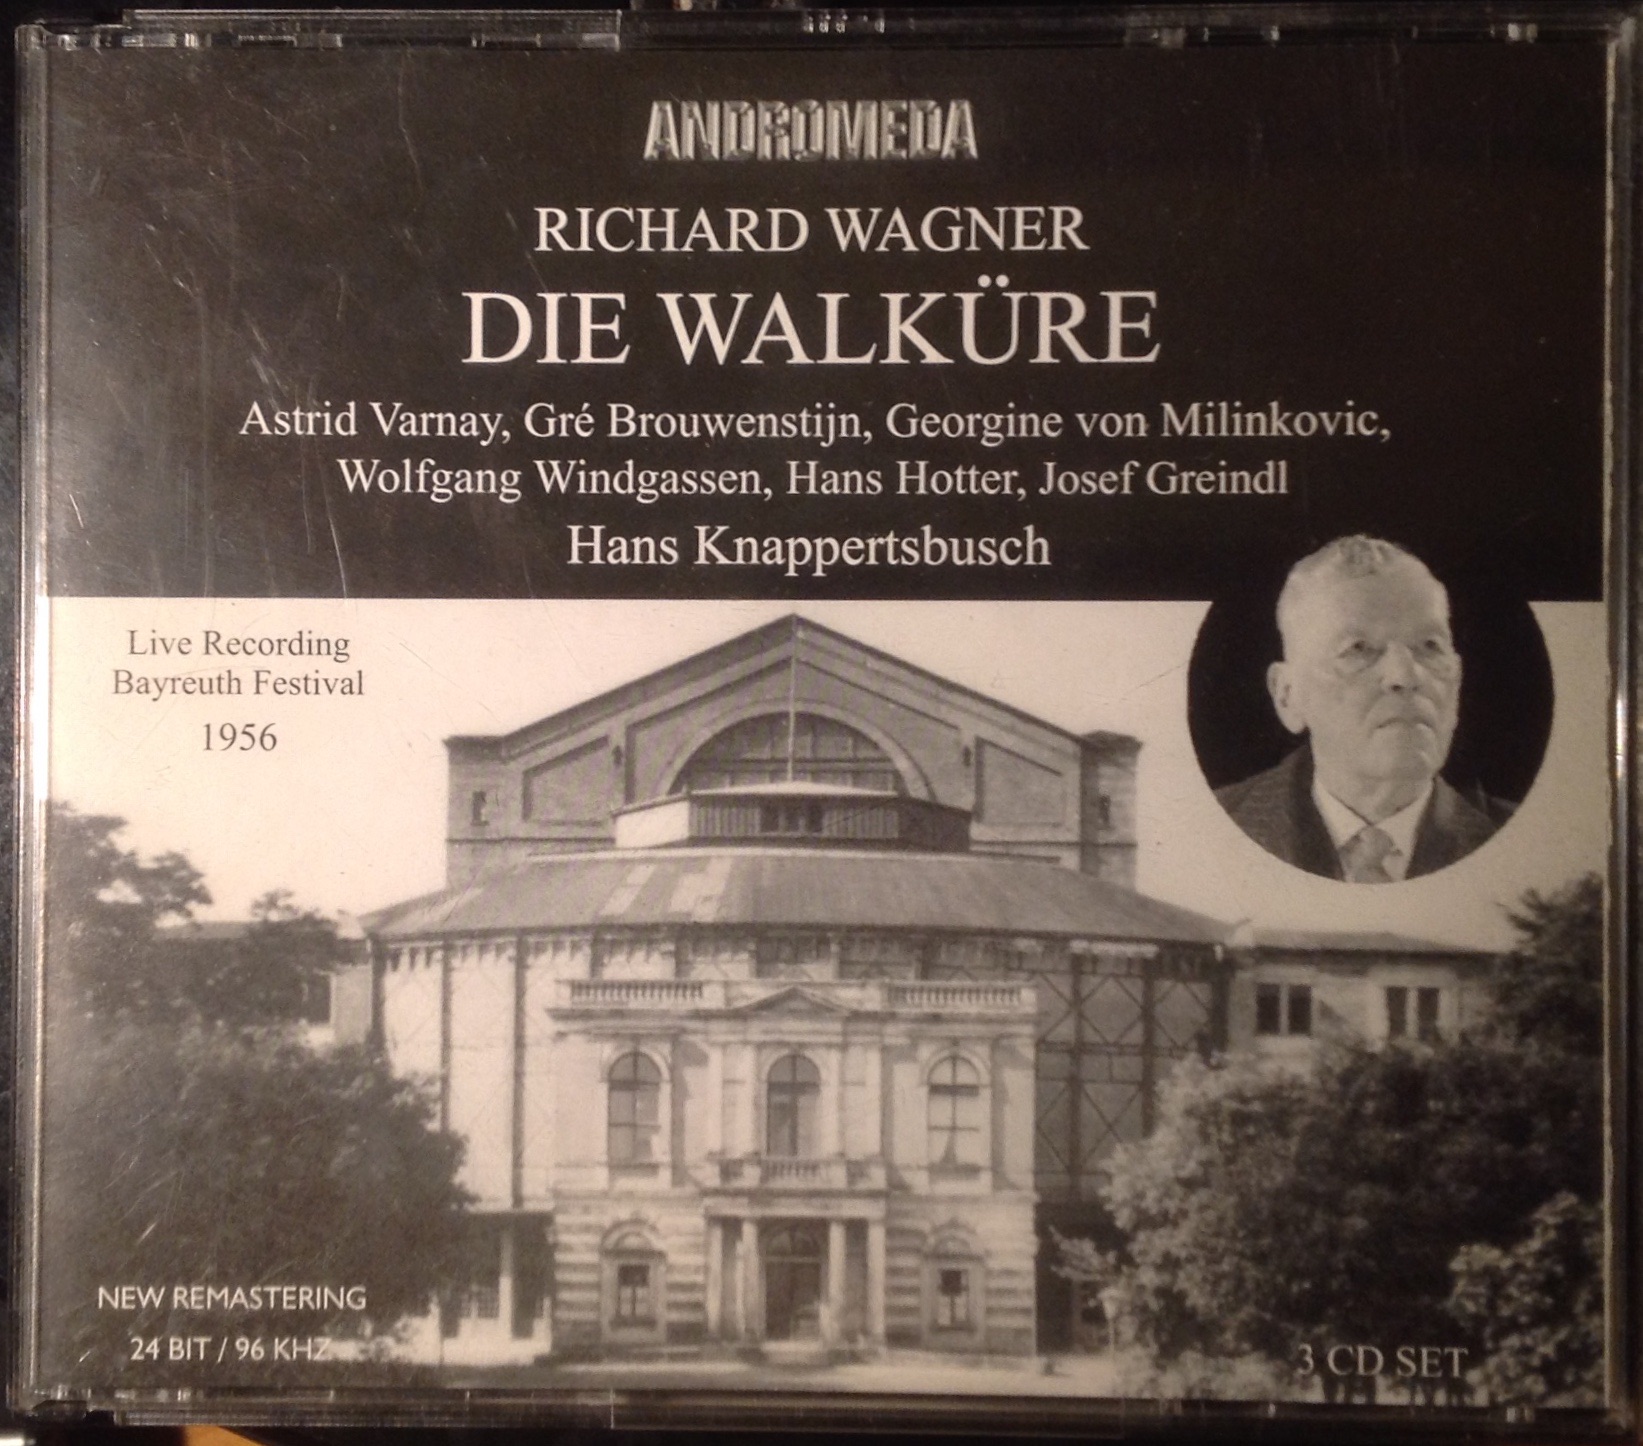 ANDROMEDA
RICHARD WAGNER
DIE WALKÜRE
Astrid Varnay, Gré Brouwenstijn, Georgine von Milinkovic,
Wolfgang Windgassen, Hans Hotter, Josef Greindl
Hans Knappertsbusch
Live Recording
Bayreuth Festival
1956
NEW REMASTERING
24 BIT / 96 KHZ
3 CD SET